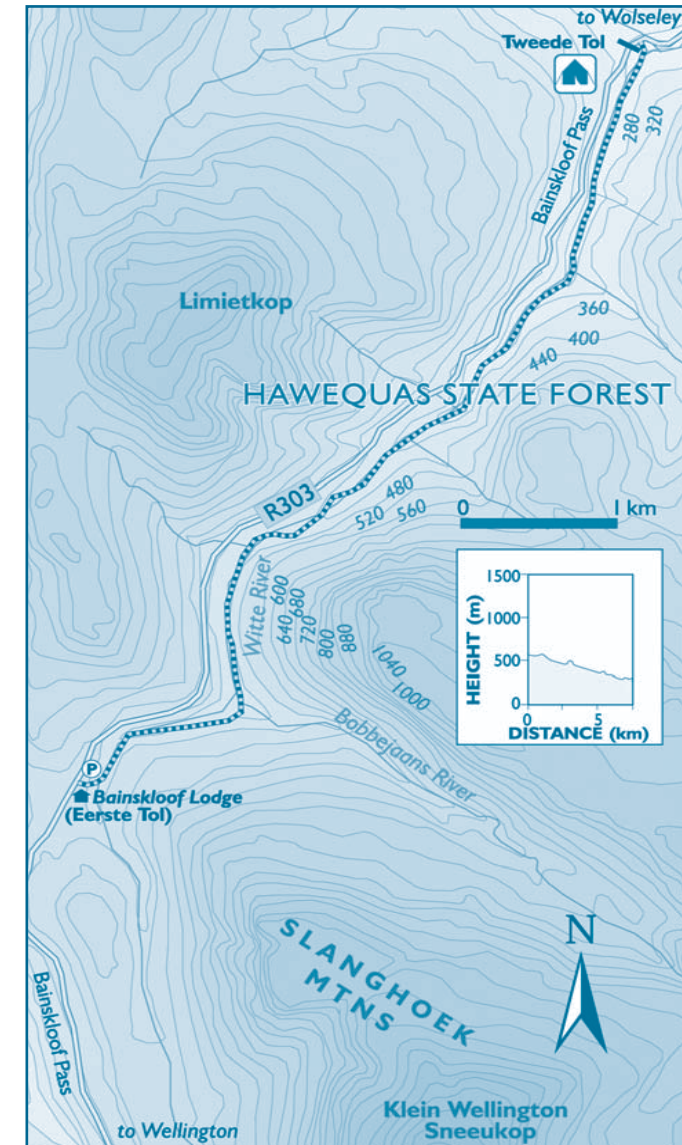 to Wolseley
Tweede Tol
Bainskloof Pass
280
320
Limietkop
360
400
440
HAWEQUAS STATE FOREST
R303
480
520
560
0
1 km
Witte River
600
640
680
720
800
880
1040
1000
1500
1000
500
0
HEIGHT (m)
0
5
DISTANCE (km)
Bobbejaans River
P
Bainskloof Lodge
(Eerste Tol)
SLANGHOEK
MTNS
N
Bainskloof Pass
to Wellington
Klein Wellington
Sneeukop